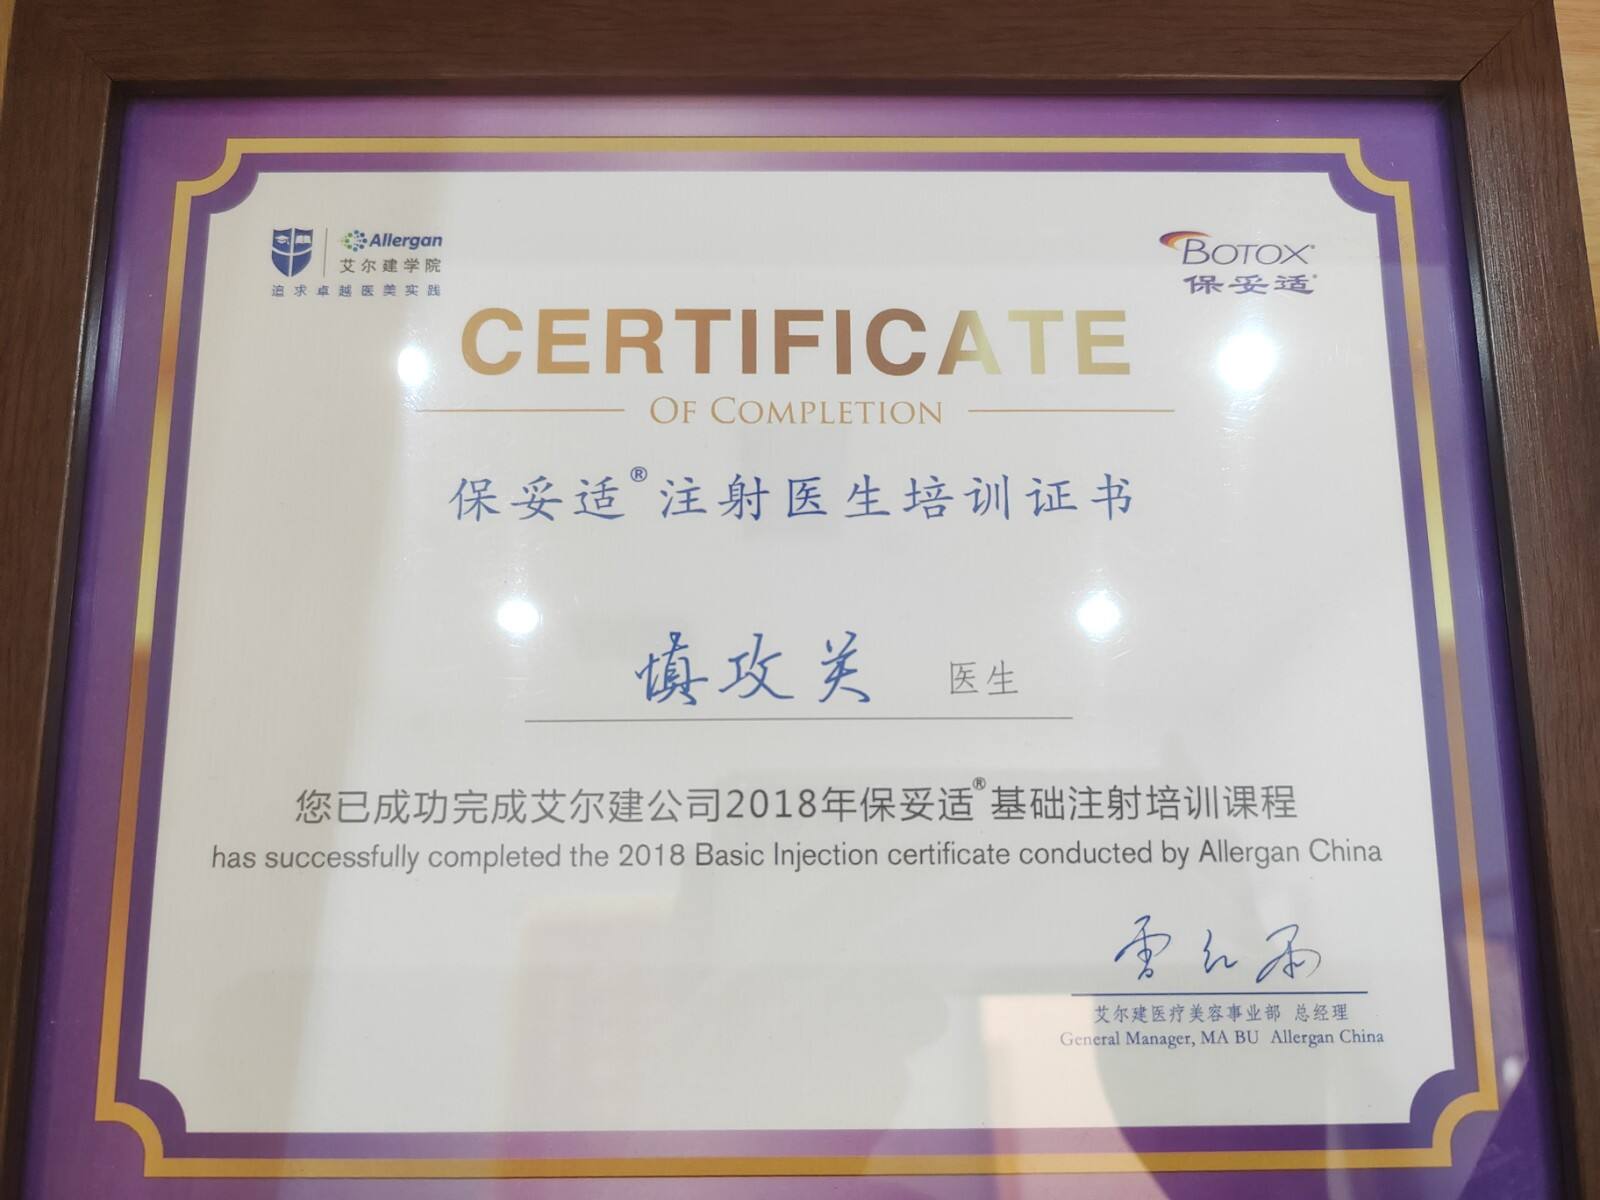 Allergan
艾尔建学院
追求卓越医美实践
BOTOX®
保妥适®
CERTIFICATE
OF COMPLETION
保妥适®注射医生培训证书
慎攻关 医生
您已成功完成艾尔建公司2018年保妥适®基础注射培训课程
has successfully completed the 2018 Basic Injection certificate conducted by Allergan China
艾尔建医疗美容事业部 总经理
General Manager, MA BU Allergan China